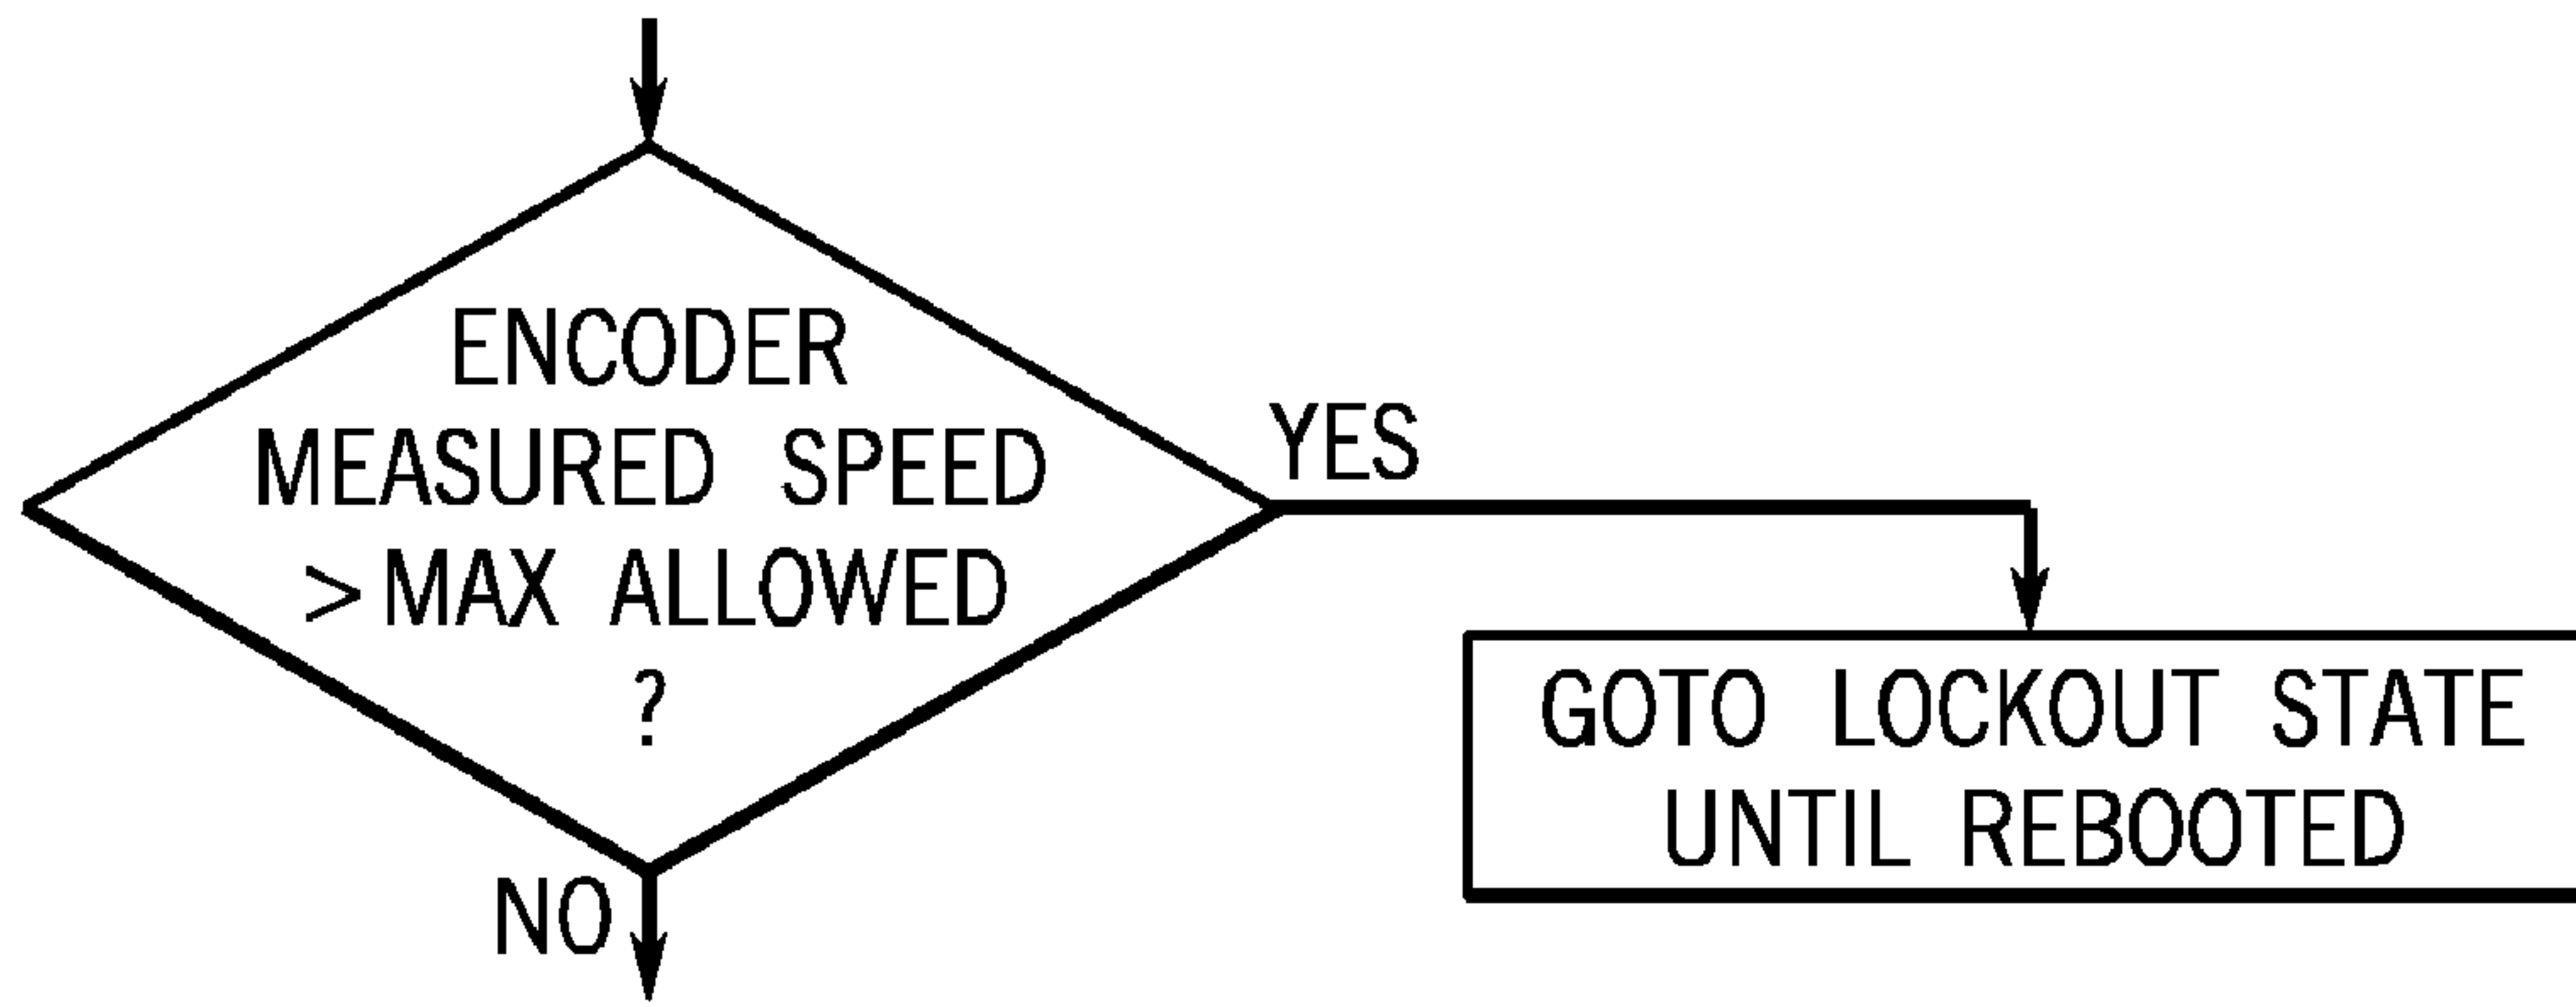 ENCODER
MEASURED SPEED
> MAX ALLOWED
?
YES
NO
GOTO LOCKOUT STATE
UNTIL REBOOTED